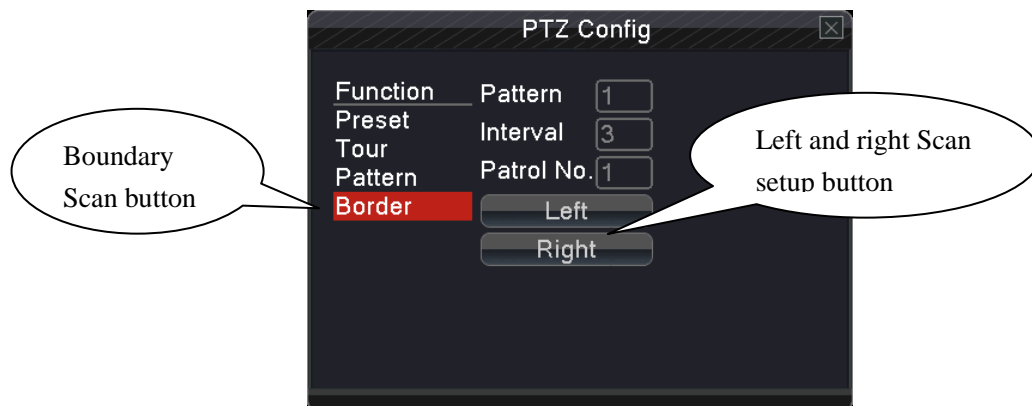 PTZ Config
Function
Preset
Tour
Pattern
Border
Pattern 1
Interval 3
Patrol No. 1
Left
Right
Boundary
Scan button
Left and right Scan
setup button